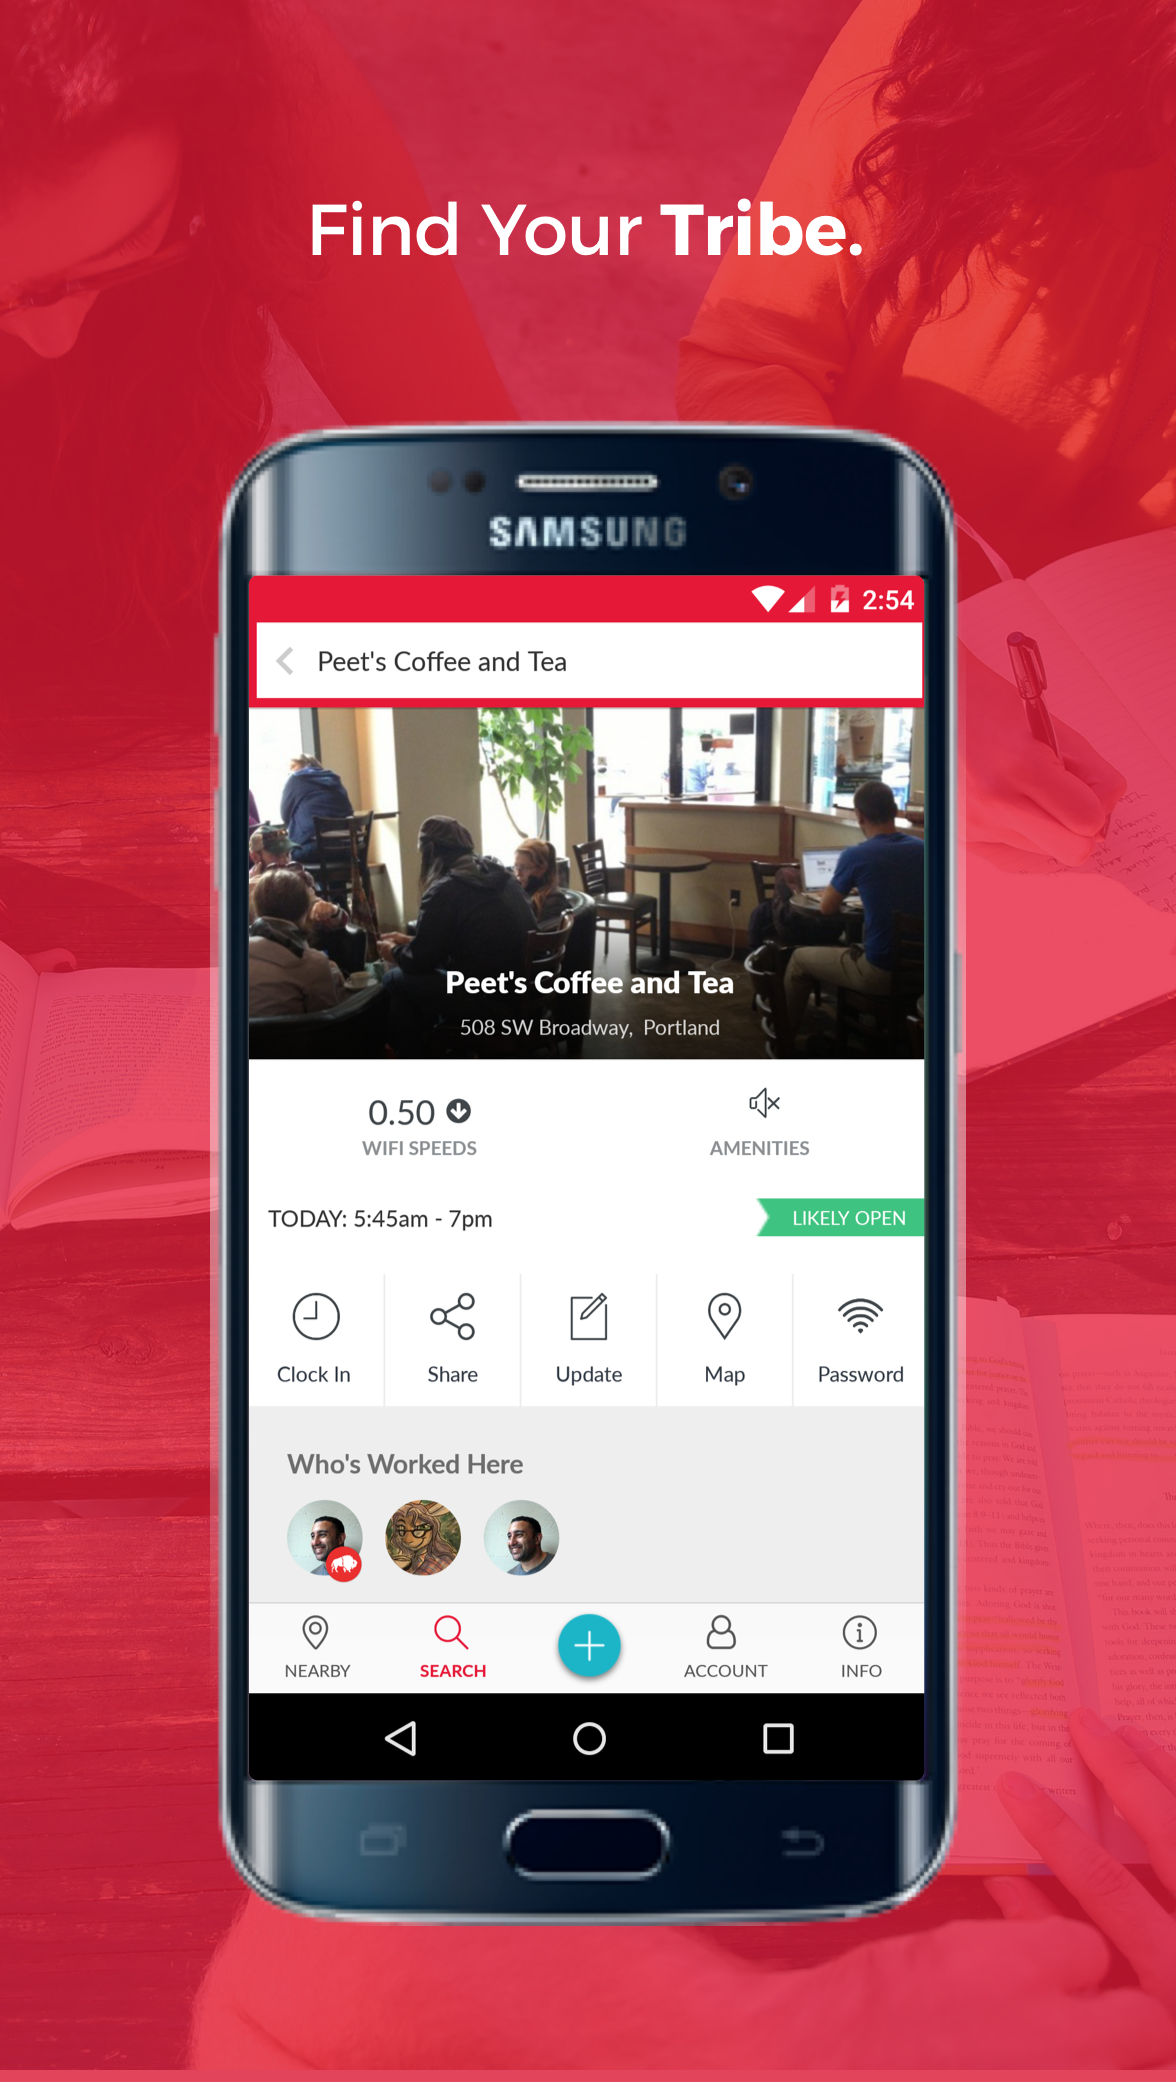 Find Your Tribe.
SAMSUNG
2:54
Peet's Coffee and Tea
Peet's Coffee and Tea
508 SW Broadway, Portland
0.50
WIFI SPEEDS
AMENITIES
TODAY: 5:45am - 7pm
LIKELY OPEN
Clock In
Share
Update
Map
Password
Who's Worked Here
NEARBY
SEARCH
ACCOUNT
INFO